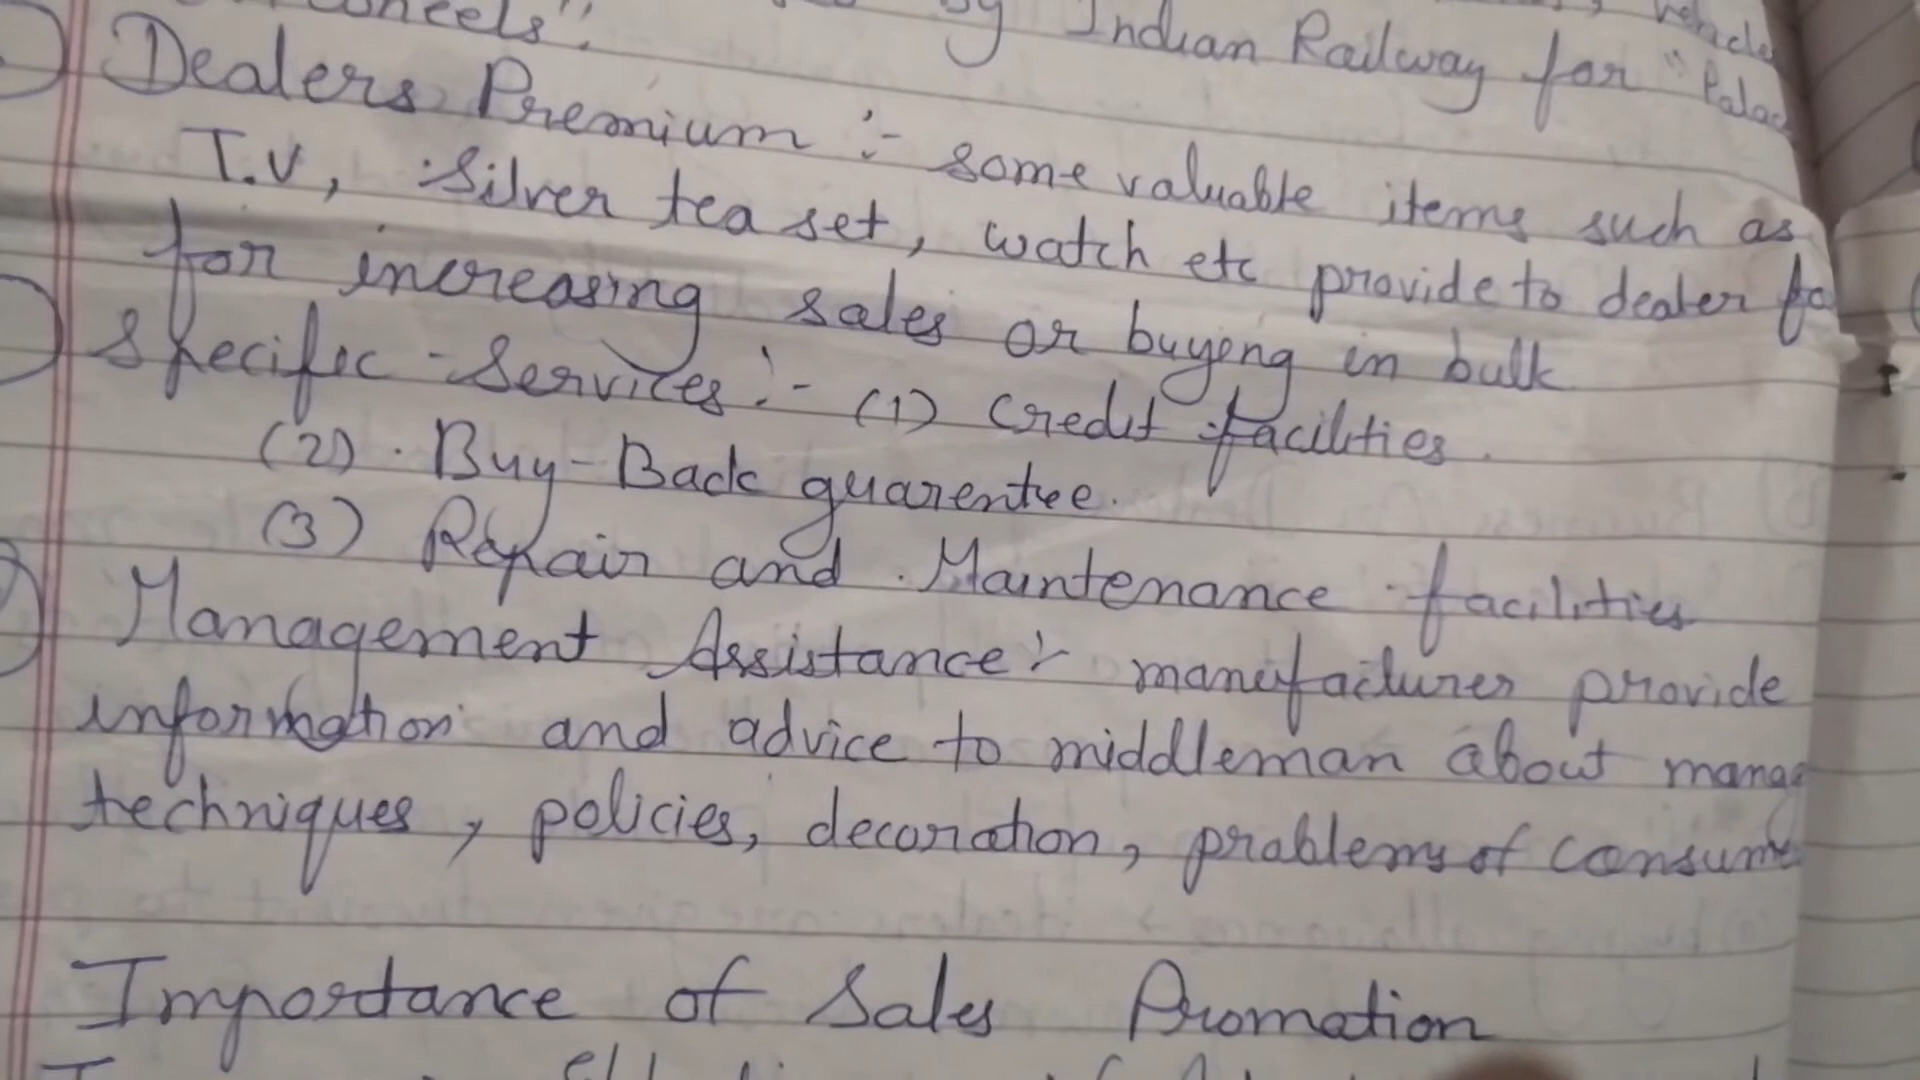 wheels".
by Indian Railway for "Palac
Dealers Premium :- some valuable items such as
T.V, Silver tea set, watch etc provide to dealer fo
for increasing sales or buying in bulk
Specific Services :- (1) Credit facilities.
(2) Buy-Back guarentee.
(3) Repair and Maintenance facilities
Management Assistance :- manufacturer provide
information and advice to middleman about manag
techniques, policies, decoration, problems of consume
Importance of Sales Promotion